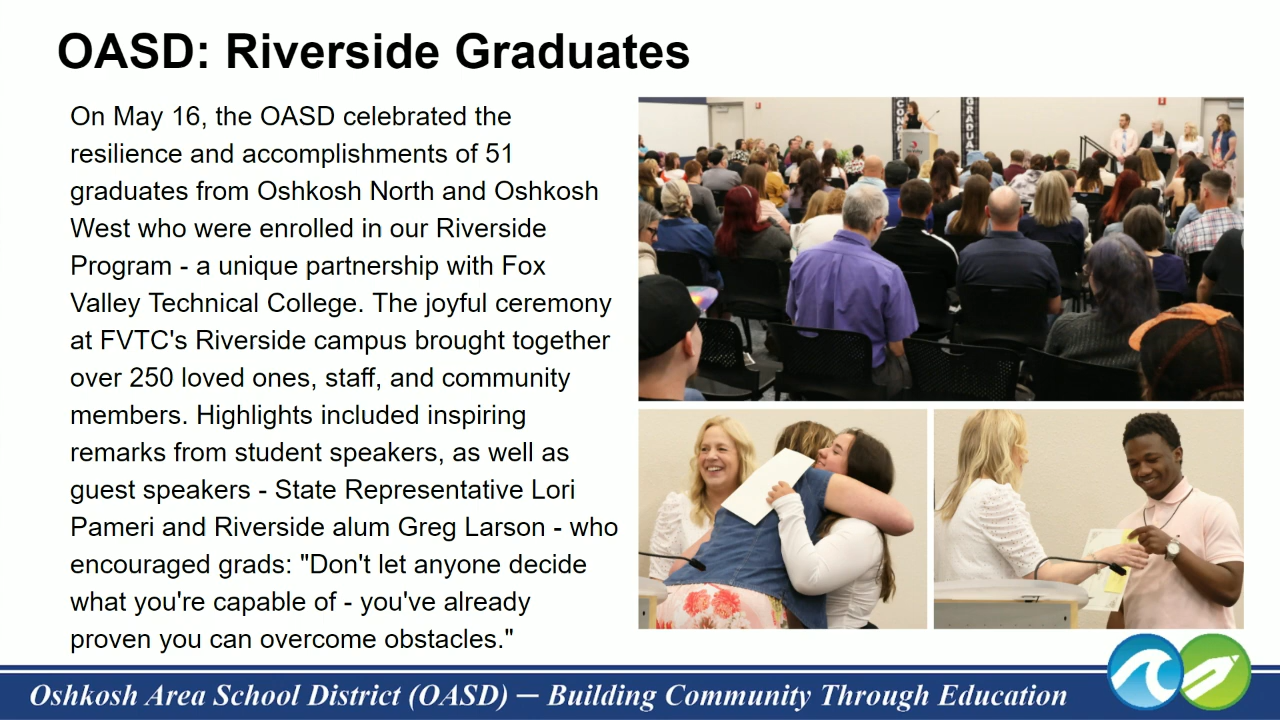 OASD: Riverside Graduates
On May 16, the OASD celebrated the
resilience and accomplishments of 51
graduates from Oshkosh North and Oshkosh
West who were enrolled in our Riverside
Program - a unique partnership with Fox
Valley Technical College. The joyful ceremony
at FVTC's Riverside campus brought together
over 250 loved ones, staff, and community
members. Highlights included inspiring
remarks from student speakers, as well as
guest speakers - State Representative Lori
Pameri and Riverside alum Greg Larson - who
encouraged grads: "Don't let anyone decide
what you're capable of - you've already
proven you can overcome obstacles."
CONG
GRADUA
Oshkosh Area School District (OASD) — Building Community Through Education